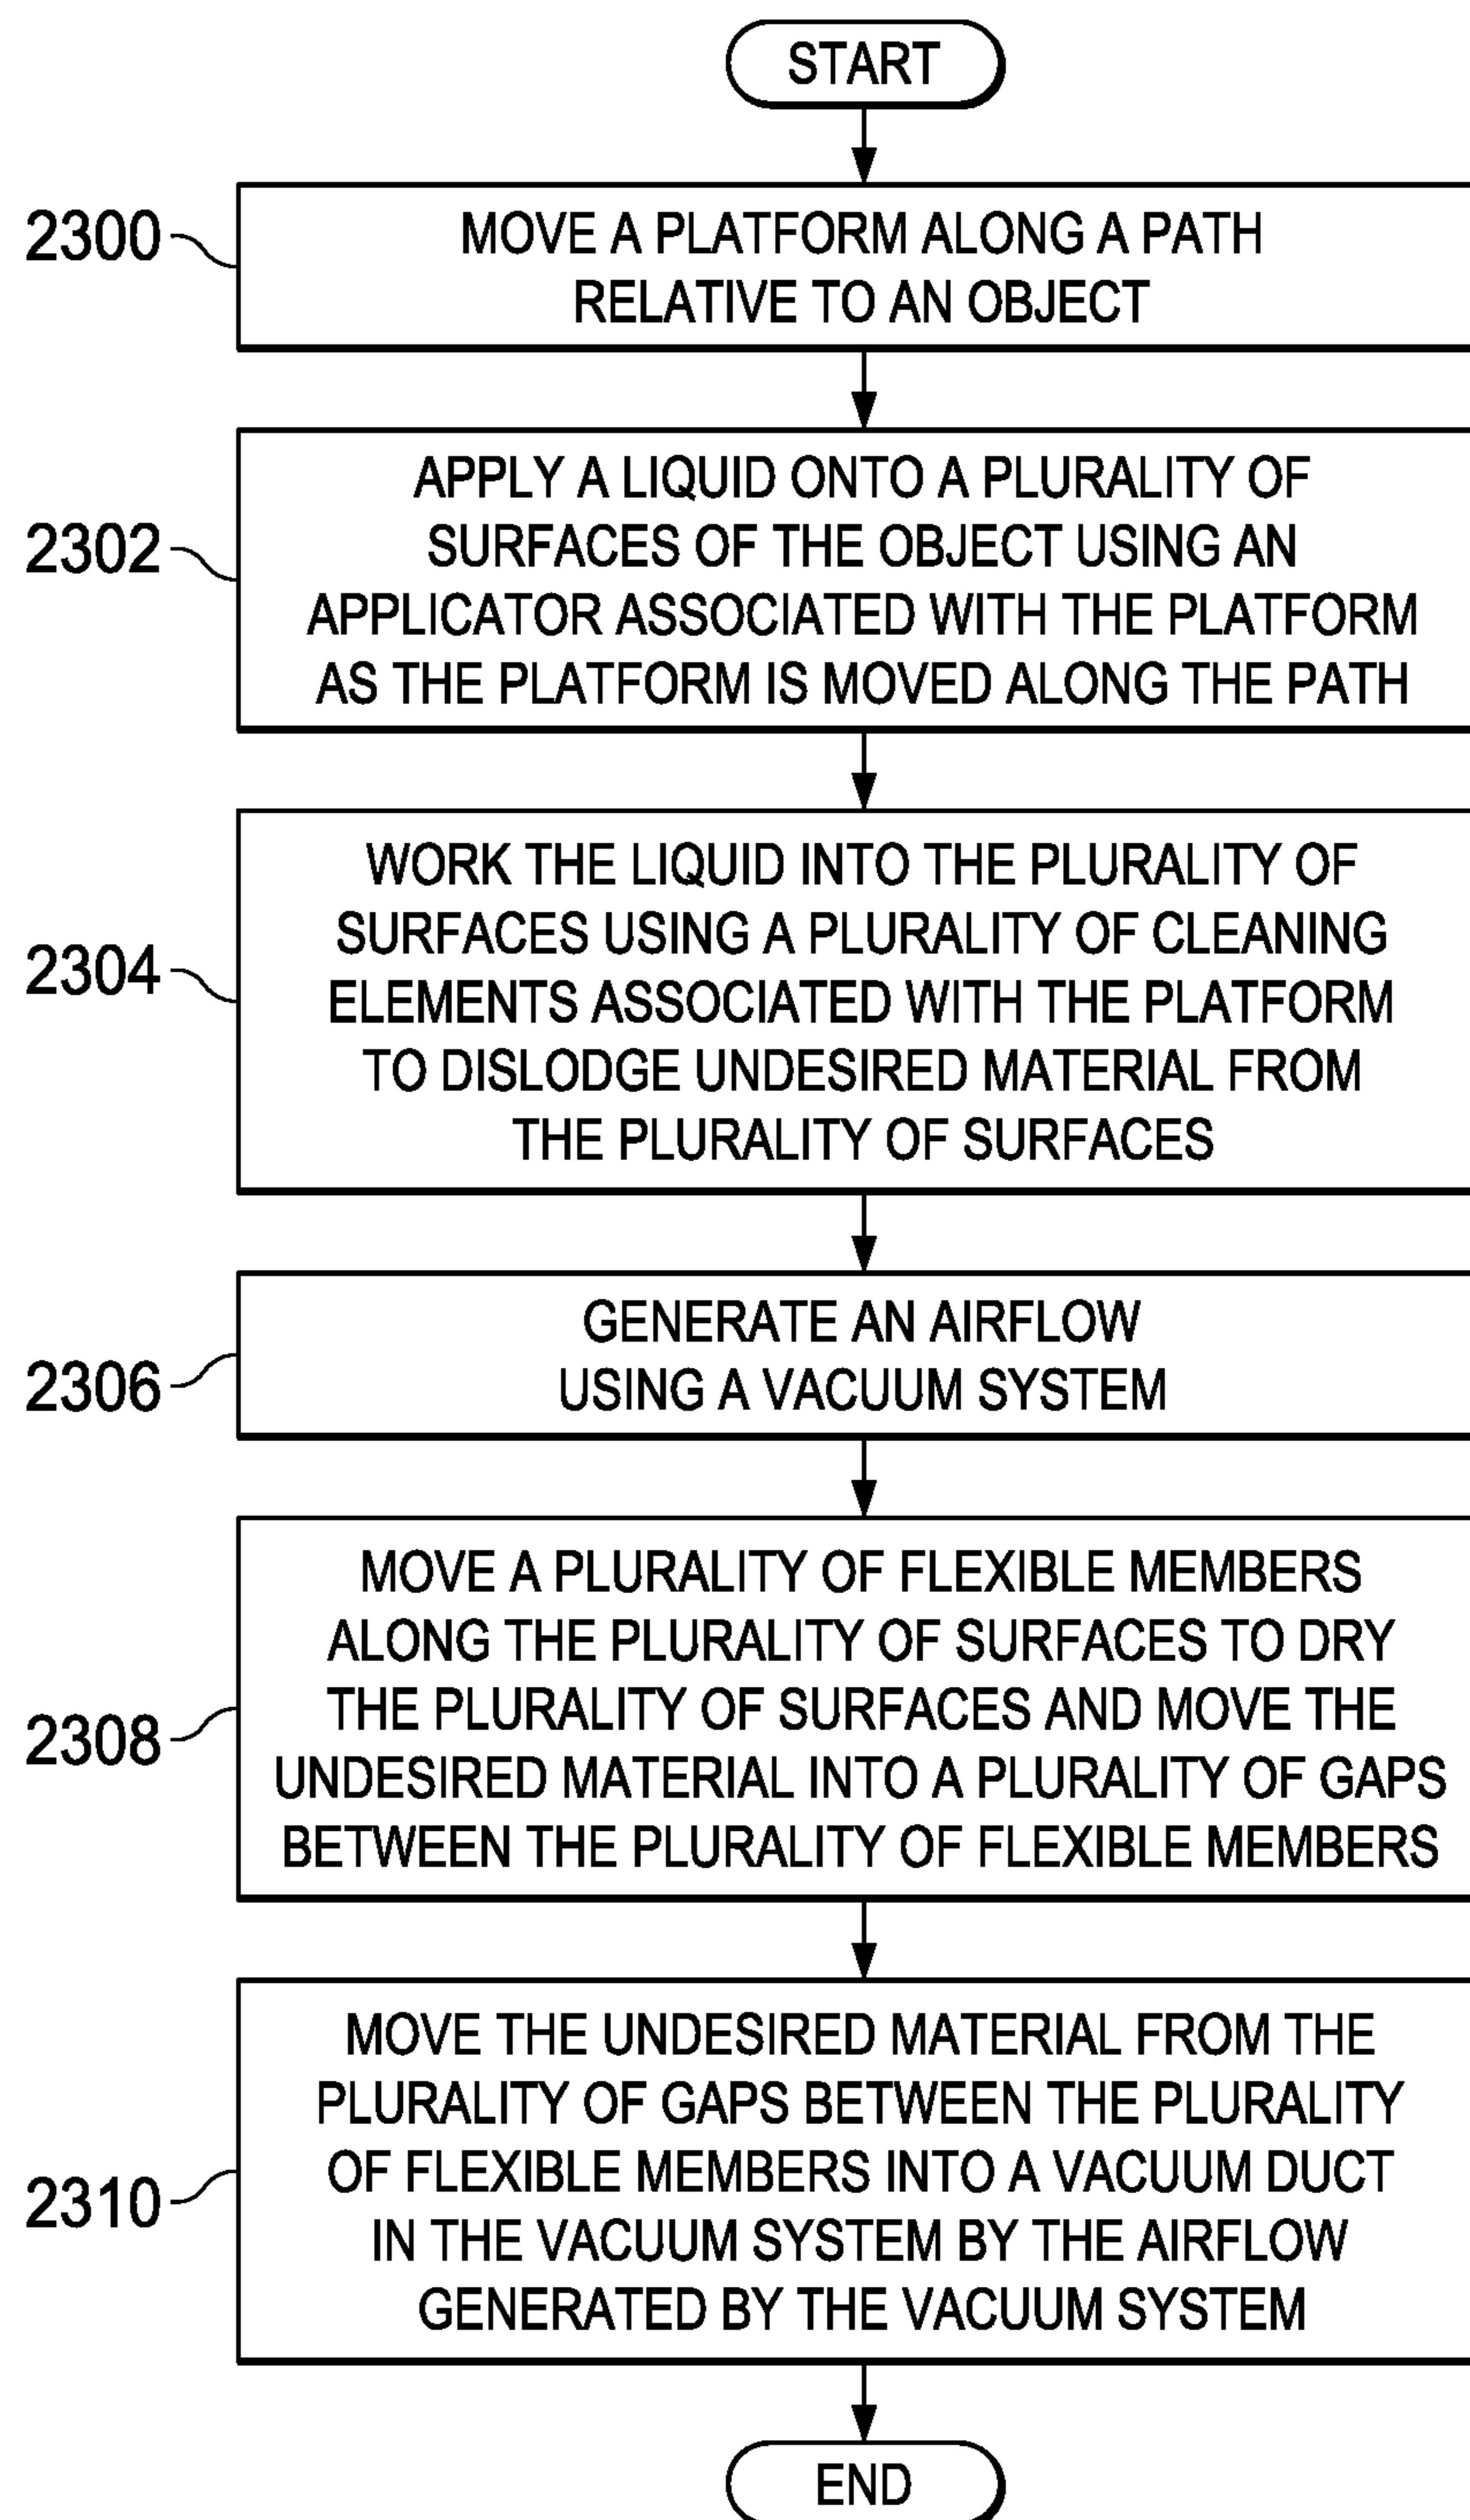 START
2300
MOVE A PLATFORM ALONG A PATH
RELATIVE TO AN OBJECT
2302
APPLY A LIQUID ONTO A PLURALITY OF
SURFACES OF THE OBJECT USING AN
APPLICATOR ASSOCIATED WITH THE PLATFORM
AS THE PLATFORM IS MOVED ALONG THE PATH
2304
WORK THE LIQUID INTO THE PLURALITY OF
SURFACES USING A PLURALITY OF CLEANING
ELEMENTS ASSOCIATED WITH THE PLATFORM
TO DISLODGE UNDESIRED MATERIAL FROM
THE PLURALITY OF SURFACES
2306
GENERATE AN AIRFLOW
USING A VACUUM SYSTEM
2308
MOVE A PLURALITY OF FLEXIBLE MEMBERS
ALONG THE PLURALITY OF SURFACES TO DRY
THE PLURALITY OF SURFACES AND MOVE THE
UNDESIRED MATERIAL INTO A PLURALITY OF GAPS
BETWEEN THE PLURALITY OF FLEXIBLE MEMBERS
2310
MOVE THE UNDESIRED MATERIAL FROM THE
PLURALITY OF GAPS BETWEEN THE PLURALITY
OF FLEXIBLE MEMBERS INTO A VACUUM DUCT
IN THE VACUUM SYSTEM BY THE AIRFLOW
GENERATED BY THE VACUUM SYSTEM
END